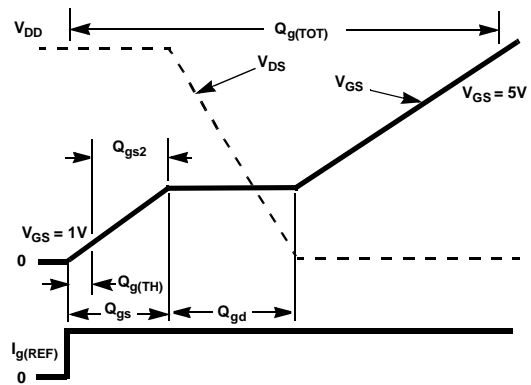 V_DD
Q_g(TOT)
V_DS
V_GS
V_GS = 5V
Q_gs2
V_GS = 1V
0
Q_g(TH)
Q_gs
Q_gd
I_g(REF)
0